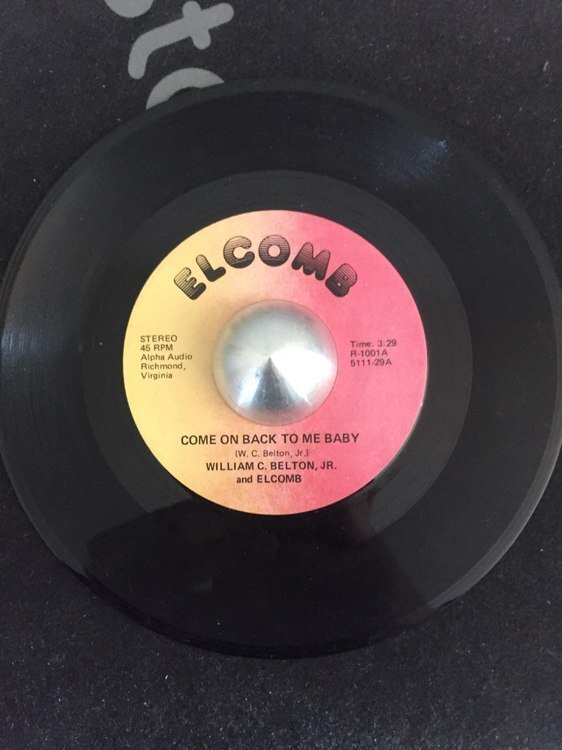 ELCOMB
STEREO
45 RPM
Alpha Audio
Richmond,
Virginia
Time: 3:29
R-1001A
5111-29A
COME ON BACK TO ME BABY
(W. C. Belton, Jr.)
WILLIAM C. BELTON, JR.
and ELCOMB